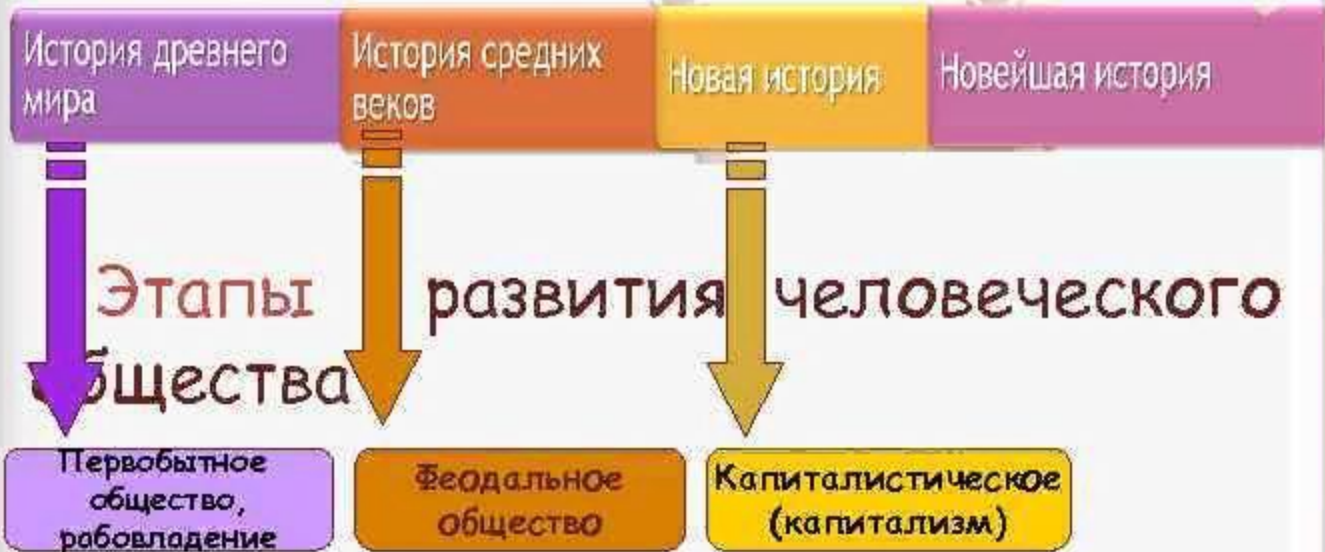 История древнего
мира
История средних
веков
Новая история
Новейшая история
Этапы развития человеческого
общества
Первобытное
общество,
рабовладение
Феодальное
общество
Капиталистическое
(капитализм)